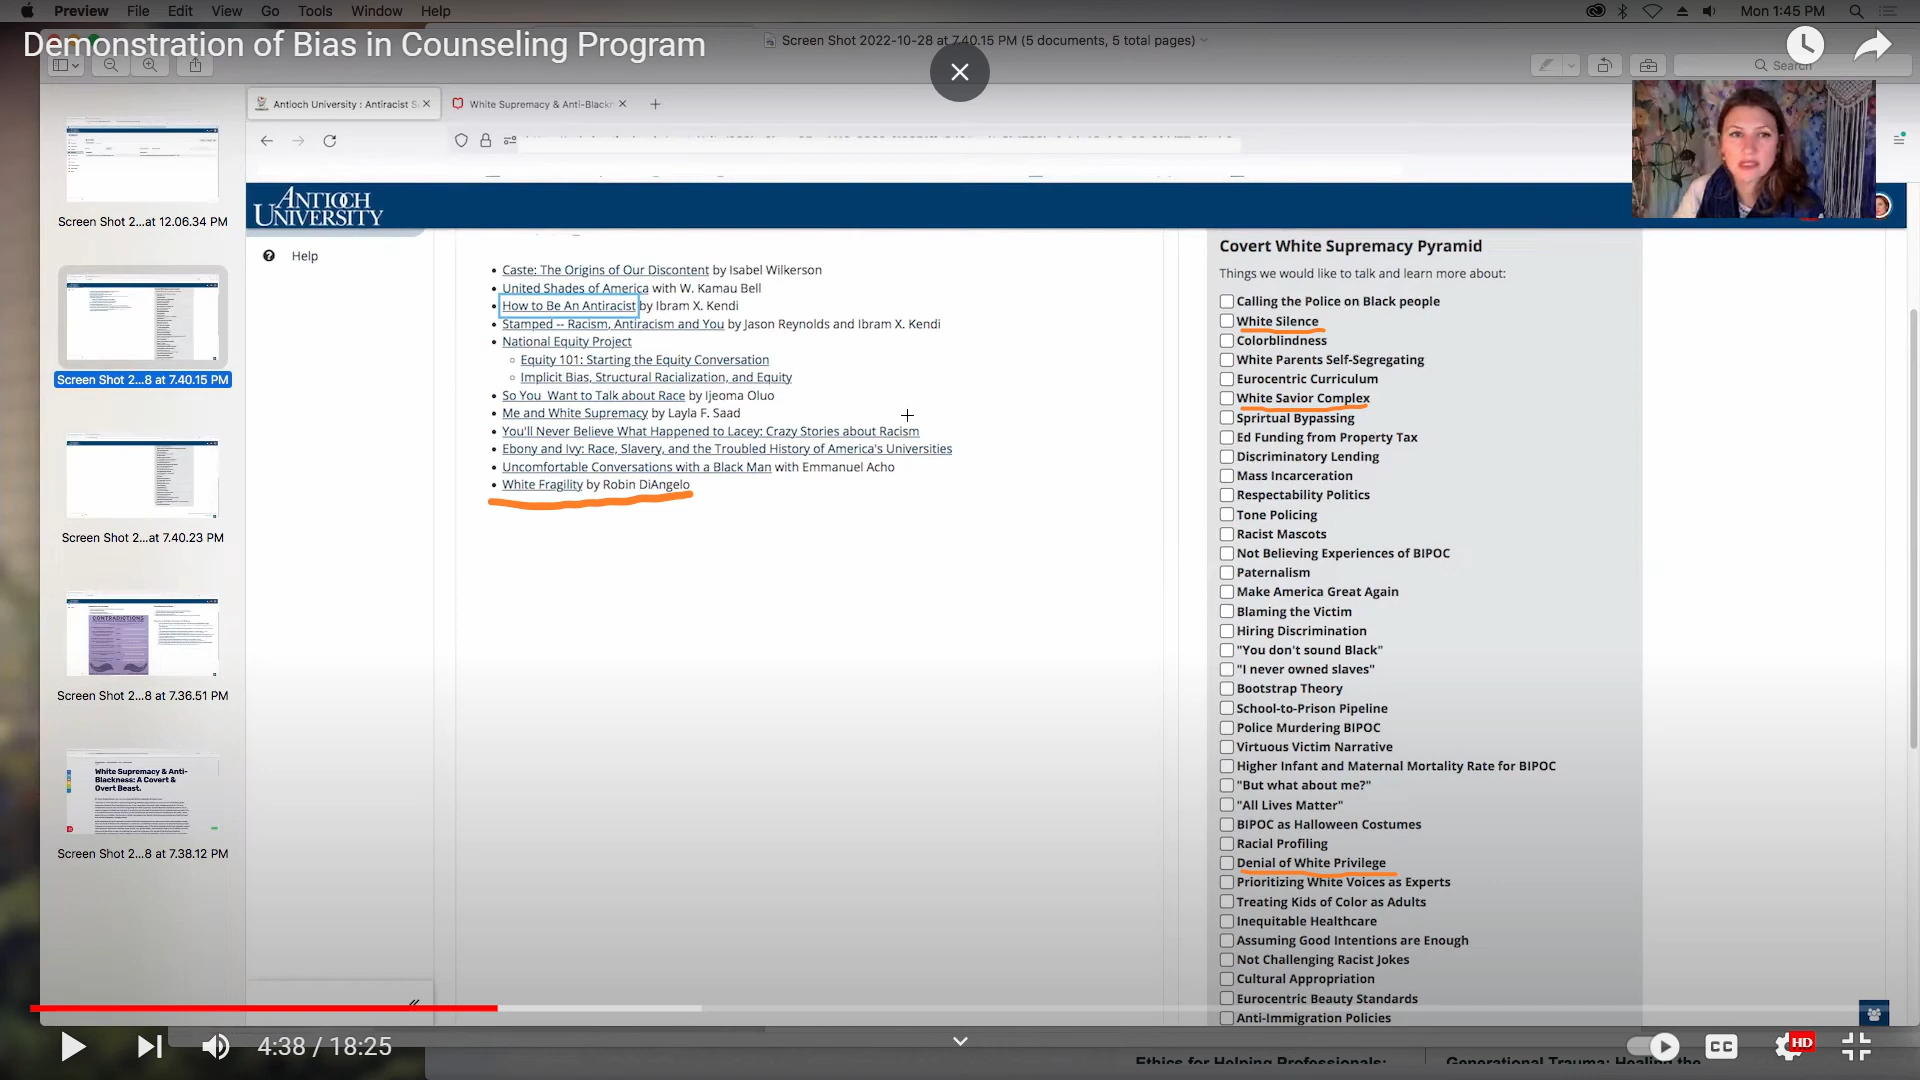 Preview File Edit View Go Tools Window Help
Mon 1:45 PM
Demonstration of Bias in Counseling Program
Screen Shot 2022-10-28 at 7.40.15 PM (5 documents, 5 total pages)
Search
Antioch University : Antiracist S
White Supremacy & Anti-Blackn
ANTIOCH
UNIVERSITY
Help
Screen Shot 2...at 12.06.34 PM
Screen Shot 2...8 at 7.40.15 PM
Screen Shot 2...at 7.40.23 PM
CONTRADICTIONS
Screen Shot 2...8 at 7.36.51 PM
White Supremacy & Anti-
Blackness: A Covert &
Overt Beast.
Screen Shot 2...8 at 7.38.12 PM
• Caste: The Origins of Our Discontent by Isabel Wilkerson
• United Shades of America with W. Kamau Bell
• How to Be An Antiracist by Ibram X. Kendi
• Stamped -- Racism, Antiracism and You by Jason Reynolds and Ibram X. Kendi
• National Equity Project
◦ Equity 101: Starting the Equity Conversation
◦ Implicit Bias, Structural Racialization, and Equity
• So You Want to Talk about Race by Ijeoma Oluo
• Me and White Supremacy by Layla F. Saad
• You'll Never Believe What Happened to Lacey: Crazy Stories about Racism
• Ebony and Ivy: Race, Slavery, and the Troubled History of America's Universities
• Uncomfortable Conversations with a Black Man with Emmanuel Acho
• White Fragility by Robin DiAngelo
Covert White Supremacy Pyramid
Things we would like to talk and learn more about:
Calling the Police on Black people
White Silence
Colorblindness
White Parents Self-Segregating
Eurocentric Curriculum
White Savior Complex
Sprirtual Bypassing
Ed Funding from Property Tax
Discriminatory Lending
Mass Incarceration
Respectability Politics
Tone Policing
Racist Mascots
Not Believing Experiences of BIPOC
Paternalism
Make America Great Again
Blaming the Victim
Hiring Discrimination
"You don't sound Black"
"I never owned slaves"
Bootstrap Theory
School-to-Prison Pipeline
Police Murdering BIPOC
Virtuous Victim Narrative
Higher Infant and Maternal Mortality Rate for BIPOC
"But what about me?"
"All Lives Matter"
BIPOC as Halloween Costumes
Racial Profiling
Denial of White Privilege
Prioritizing White Voices as Experts
Treating Kids of Color as Adults
Inequitable Healthcare
Assuming Good Intentions are Enough
Not Challenging Racist Jokes
Cultural Appropriation
Eurocentric Beauty Standards
Anti-Immigration Policies
4:38 / 18:25
CC
HD
Ethics for Helping Professionals:
Generational Trauma: Healing the